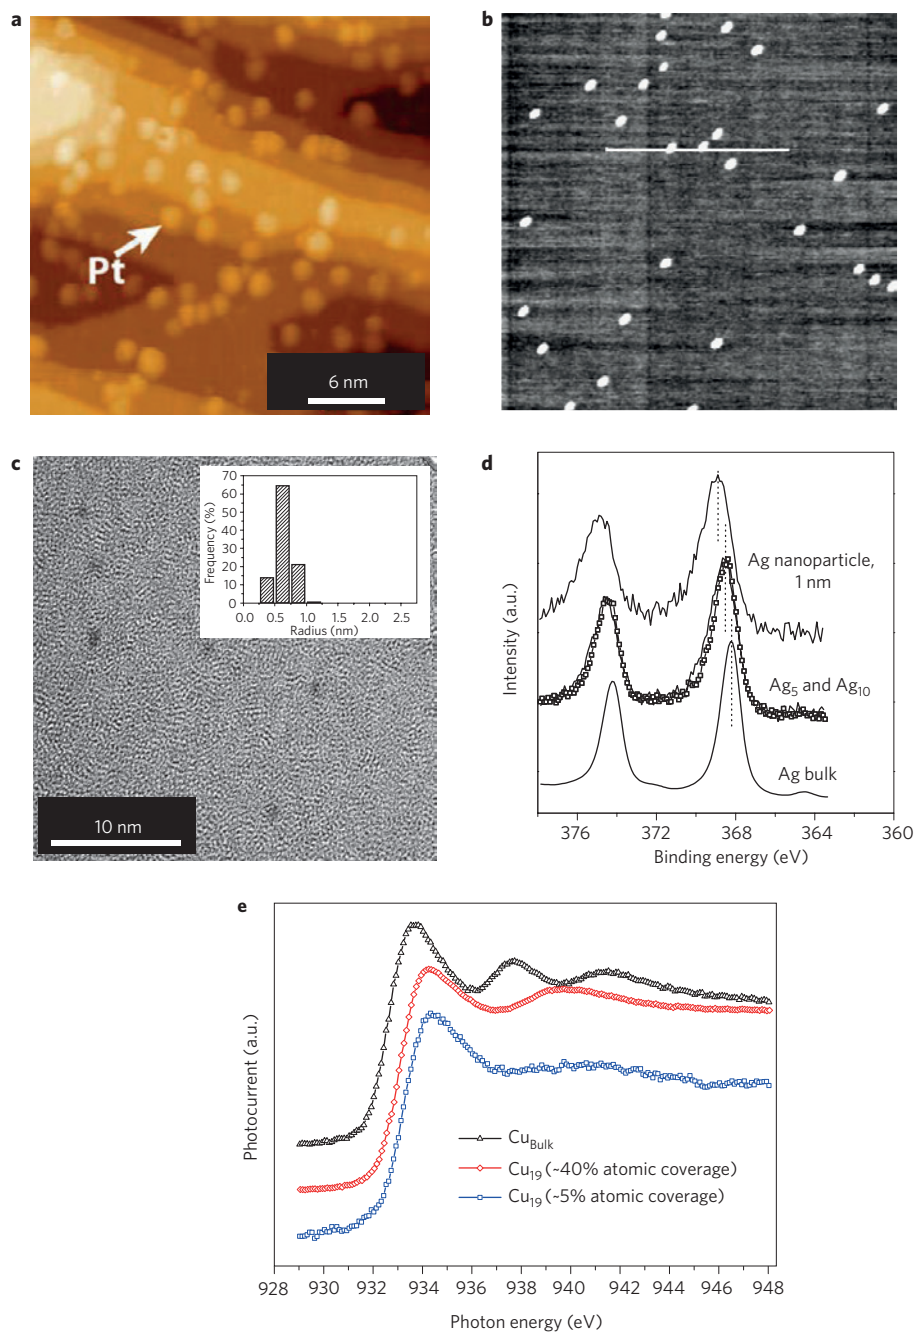 a
Pt
6 nm
b
c
70
60
50
40
30
20
10
0
Frequency (%)
0.0 0.5 1.0 1.5 2.0 2.5
Radius (nm)
10 nm
d
Intensity (a.u.)
Ag nanoparticle,
1 nm
Ag₅ and Ag₁₀
Ag bulk
376 372 368 364 360
Binding energy (eV)
e
Photocurrent (a.u.)
Cu_Bulk
Cu₁₉ (~40% atomic coverage)
Cu₁₉ (~5% atomic coverage)
928 930 932 934 936 938 940 942 944 946 948
Photon energy (eV)